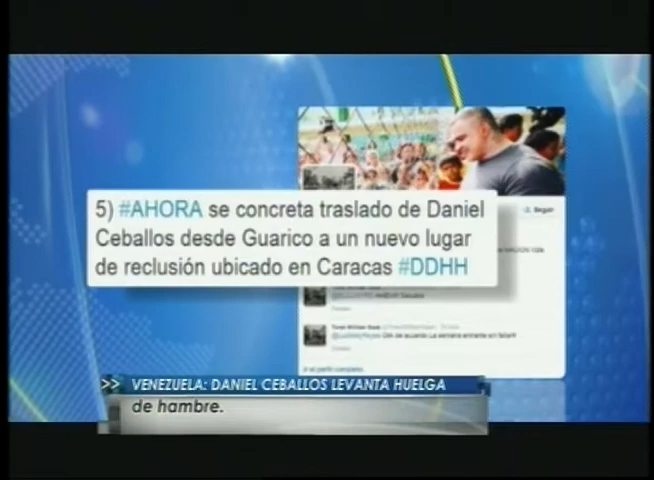 5) #AHORA se concreta traslado de Daniel
Ceballos desde Guarico a un nuevo lugar
de reclusión ubicado en Caracas #DDHH
Seguir
>> VENEZUELA: DANIEL CEBALLOS LEVANTA HUELGA
de hambre.